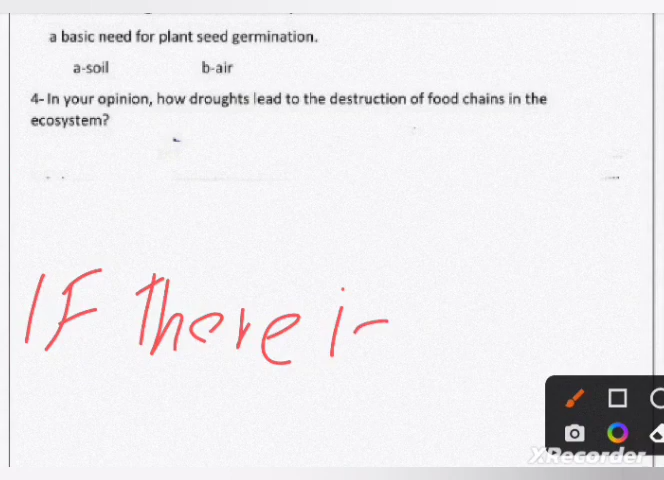 a basic need for plant seed germination.
a-soil b-air
4- In your opinion, how droughts lead to the destruction of food chains in the
ecosystem?
IF there i
XRecorder